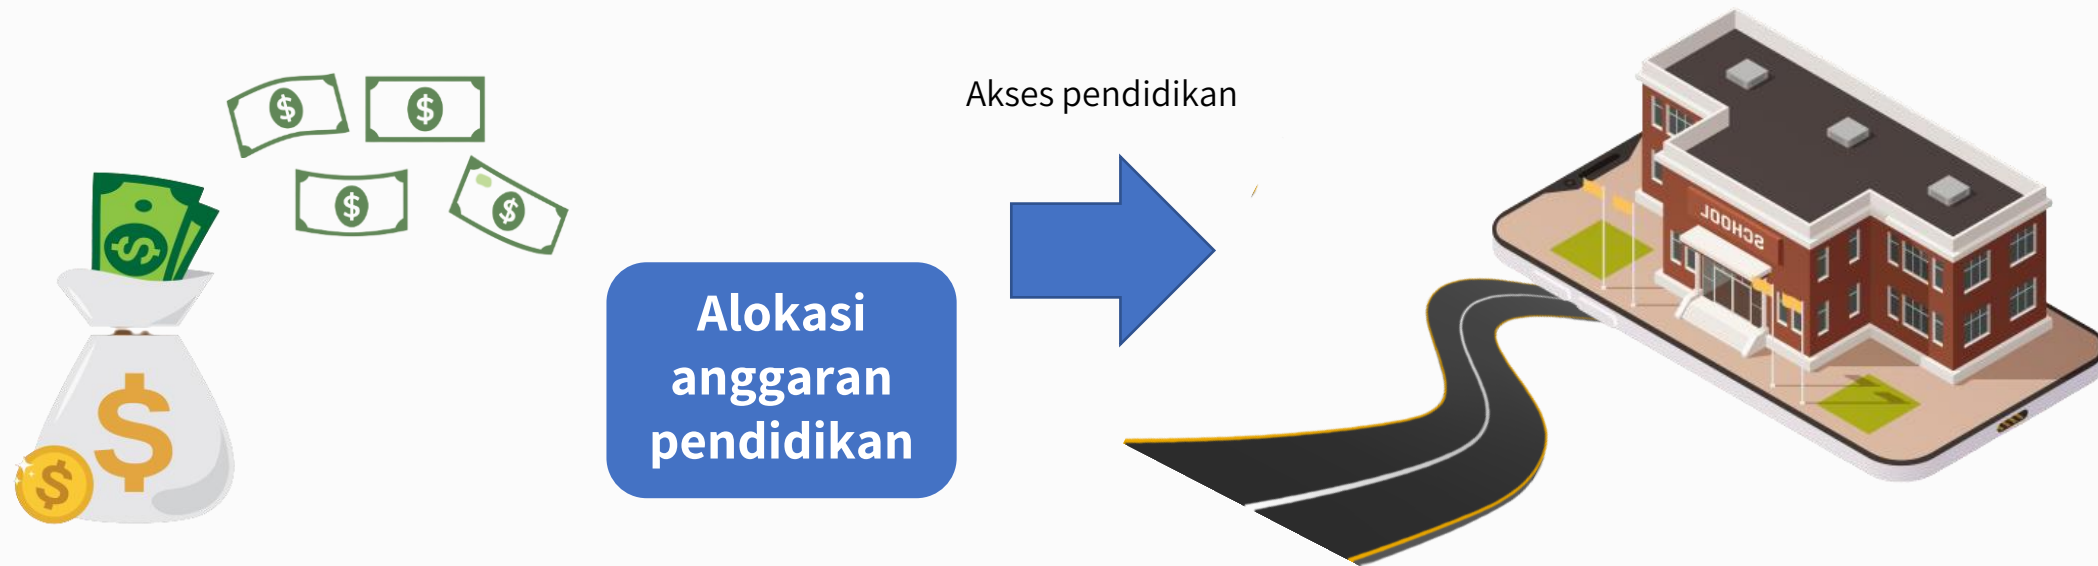 $
$
$
$
$
$
$
Akses pendidikan
Alokasi
anggaran
pendidikan
SCHOOL